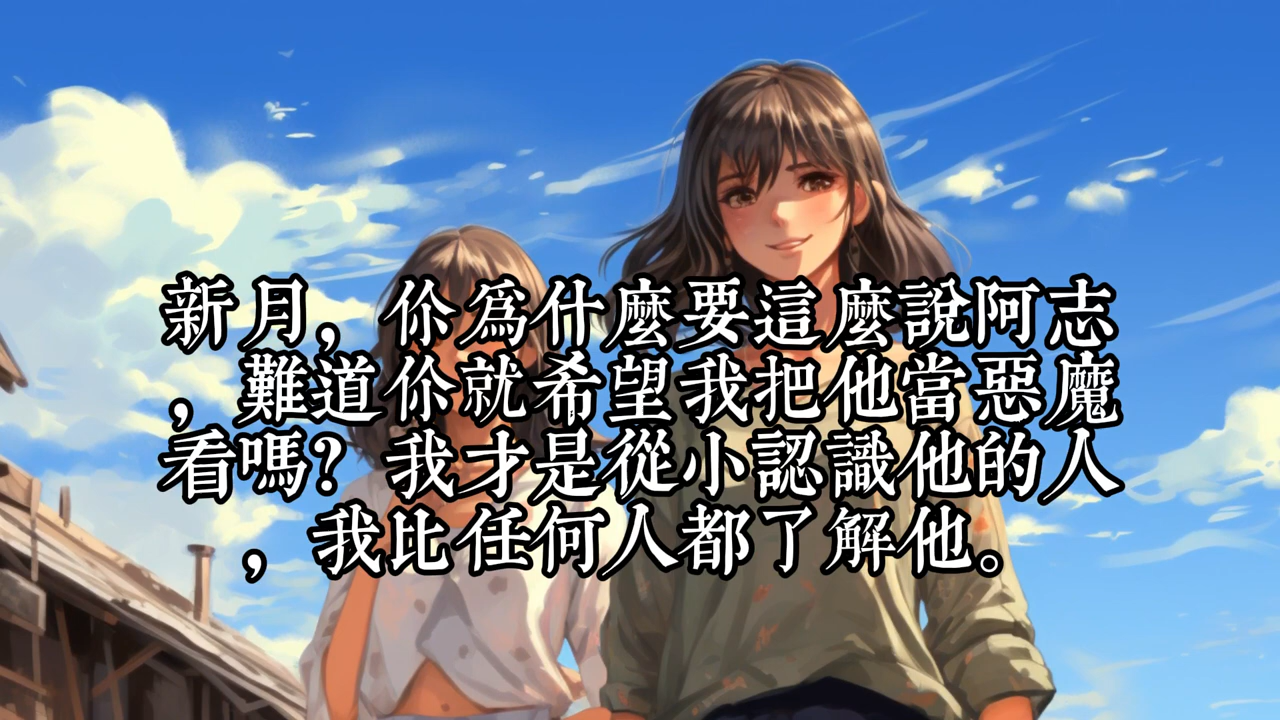 新月，你爲什麼要這麼說阿志
，難道你就希望我把他當惡魔
看嗎？我才是從小認識他的人
，我比任何人都了解他。